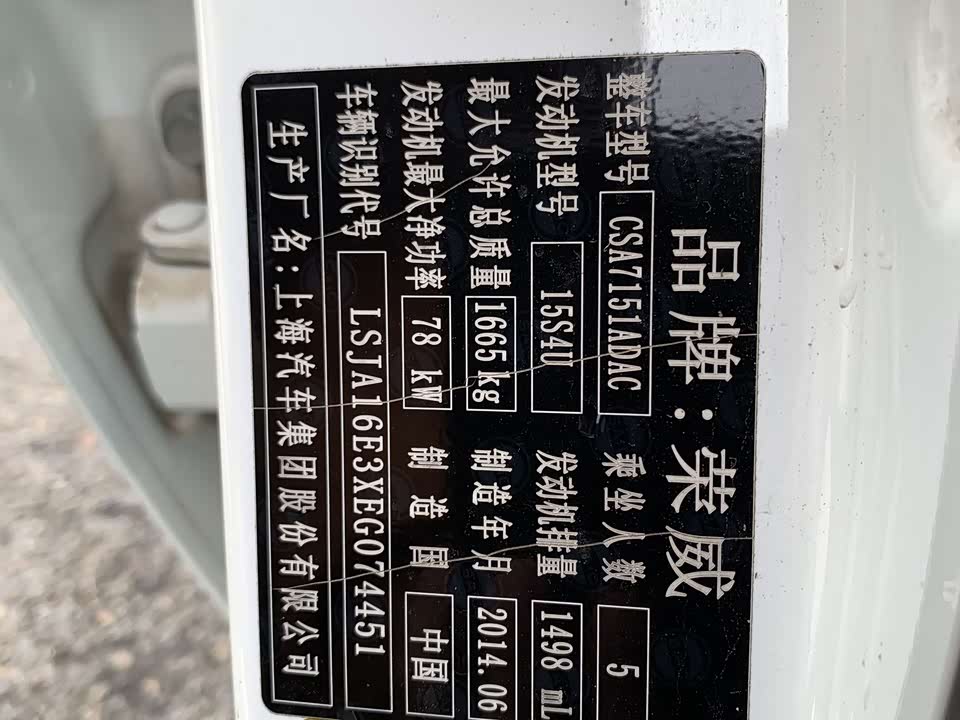 品牌:荣威
整车型号 CSA7151ADAC 乘坐人数 5
发动机型号 15S4U 发动机排量 1498 mL
最大允许总质量 1665kg 制造年月 2014.06
发动机最大净功率 78 kW 制造国 中国
车辆识别代号 LSJA16E3XEG074451
生产厂名:上海汽车集团股份有限公司